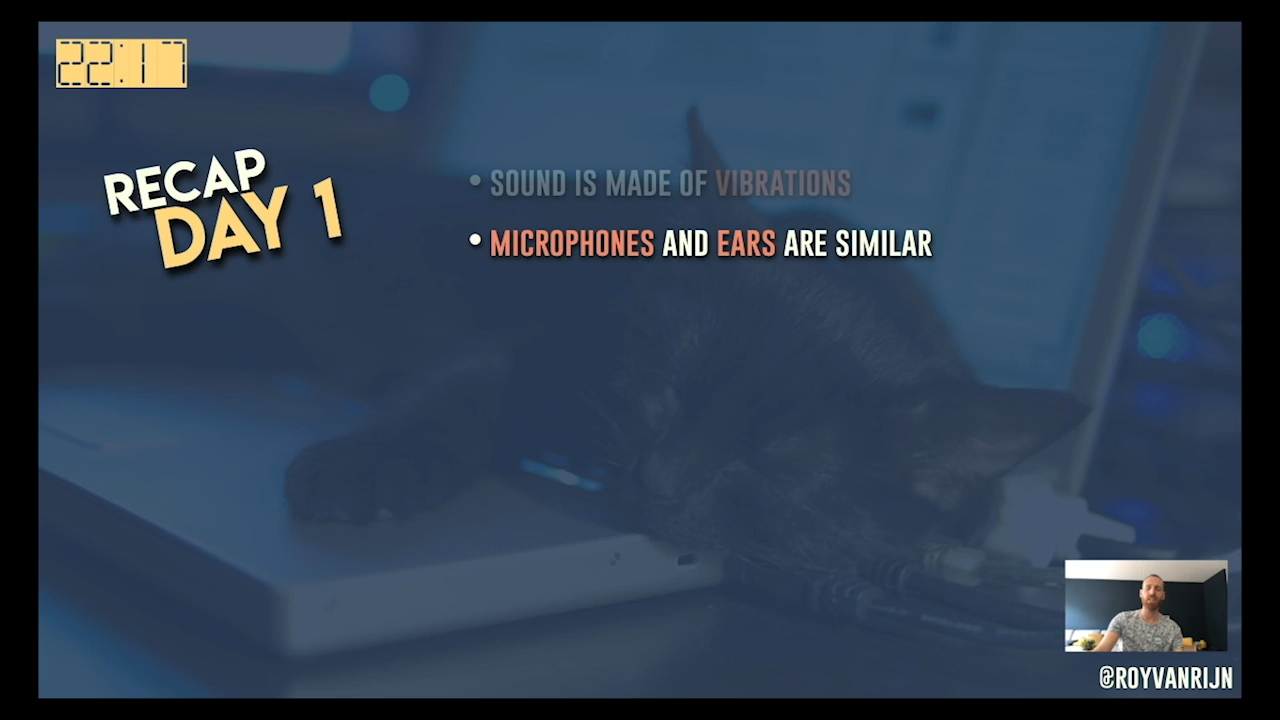 22:17
RECAP
DAY 1
• SOUND IS MADE OF VIBRATIONS
• MICROPHONES AND EARS ARE SIMILAR
@ROYVANRIJN